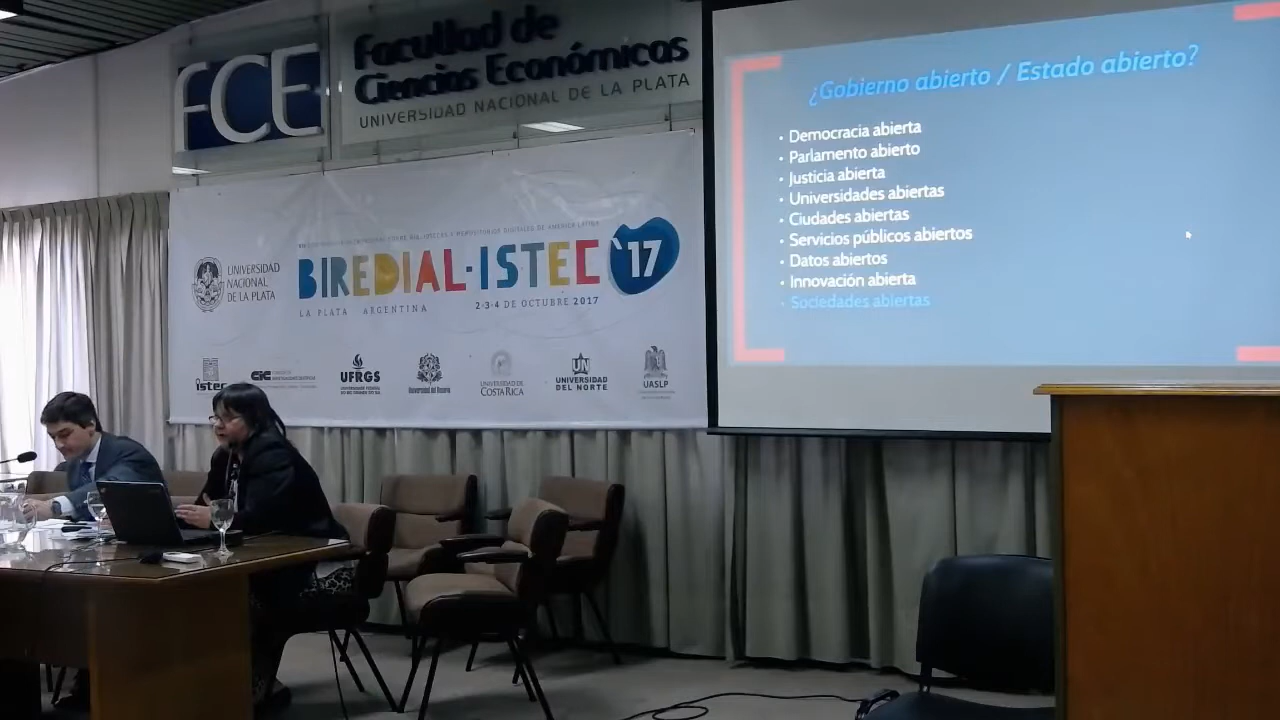 FCE
Facultad de
Ciencias Económicas
UNIVERSIDAD NACIONAL DE LA PLATA
UNIVERSIDAD
NACIONAL
DE LA PLATA
BIREDIAL-ISTEC '17
LA PLATA ARGENTINA
2·3·4 DE OCTUBRE 2017
istec
CIC
UFRGS
UNIVERSIDAD DE
COSTA RICA
UN
UNIVERSIDAD
DEL NORTE
UASLP
¿Gobierno abierto / Estado abierto?
• Democracia abierta
• Parlamento abierto
• Justicia abierta
• Universidades abiertas
• Ciudades abiertas
• Servicios públicos abiertos
• Datos abiertos
• Innovación abierta
• Sociedades abiertas